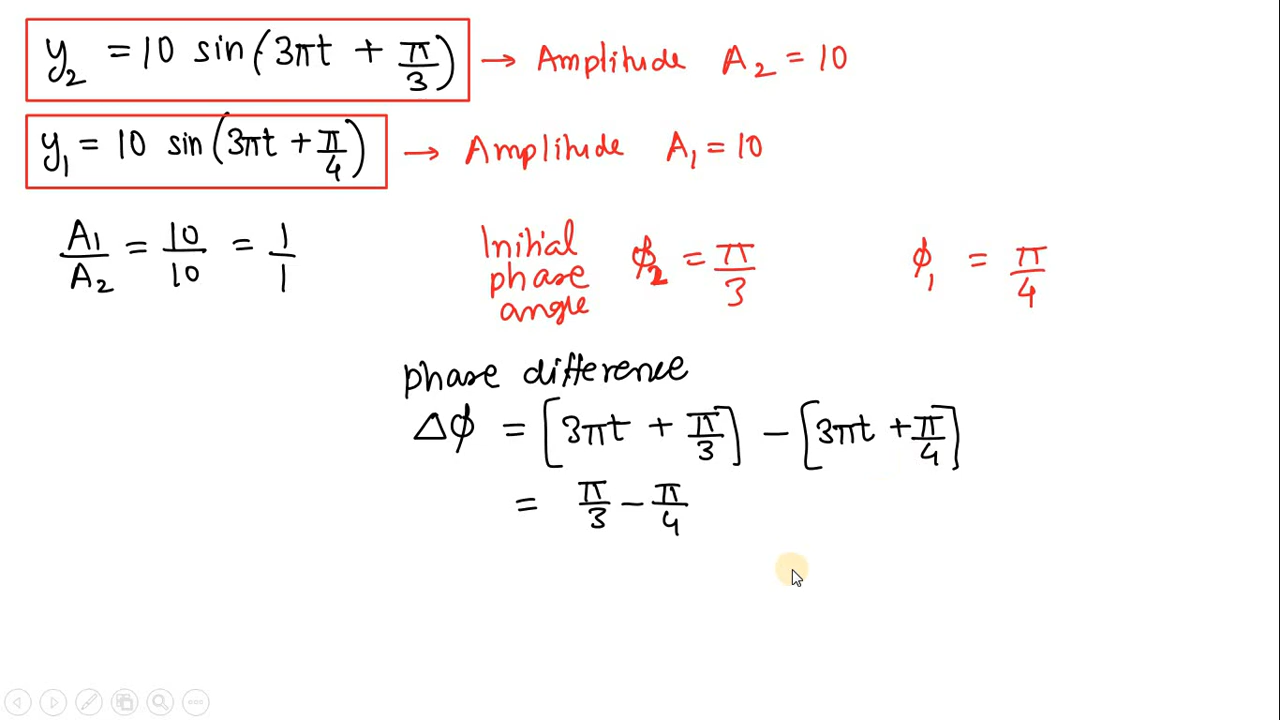 y₂ = 10 sin(3πt + π/3) → Amplitude A₂ = 10
y₁ = 10 sin(3πt + π/4) → Amplitude A₁ = 10
A₁/A₂ = 10/10 = 1/1
Initial phase angle ϕ₂ = π/3 ϕ₁ = π/4
phase difference
Δϕ = [3πt + π/3] − [3πt + π/4]
= π/3 − π/4